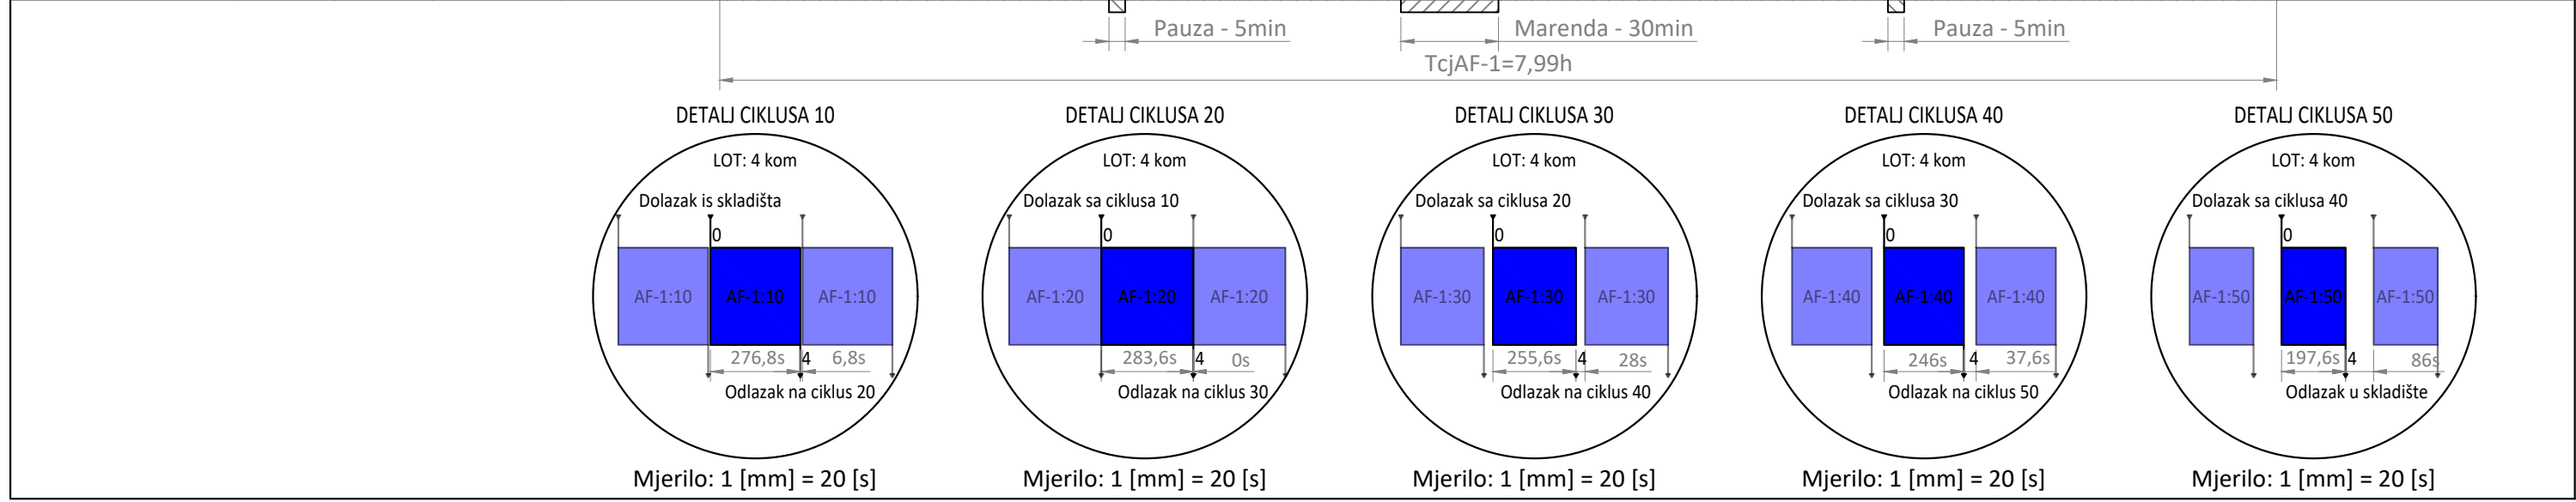 Pauza - 5min
Marenda - 30min
Pauza - 5min
TcjAF-1=7,99h
DETALJ CIKLUSA 10
LOT: 4 kom
Dolazak is skladišta
0
AF-1:10
AF-1:10
AF-1:10
276,8s
4
6,8s
Odlazak na ciklus 20
Mjerilo: 1 [mm] = 20 [s]
DETALJ CIKLUSA 20
LOT: 4 kom
Dolazak sa ciklusa 10
0
AF-1:20
AF-1:20
AF-1:20
283,6s
4
0s
Odlazak na ciklus 30
Mjerilo: 1 [mm] = 20 [s]
DETALJ CIKLUSA 30
LOT: 4 kom
Dolazak sa ciklusa 20
0
AF-1:30
AF-1:30
AF-1:30
255,6s
4
28s
Odlazak na ciklus 40
Mjerilo: 1 [mm] = 20 [s]
DETALJ CIKLUSA 40
LOT: 4 kom
Dolazak sa ciklusa 30
0
AF-1:40
AF-1:40
AF-1:40
246s
4
37,6s
Odlazak na ciklus 50
Mjerilo: 1 [mm] = 20 [s]
DETALJ CIKLUSA 50
LOT: 4 kom
Dolazak sa ciklusa 40
0
AF-1:50
AF-1:50
AF-1:50
197,6s
4
86s
Odlazak u skladište
Mjerilo: 1 [mm] = 20 [s]